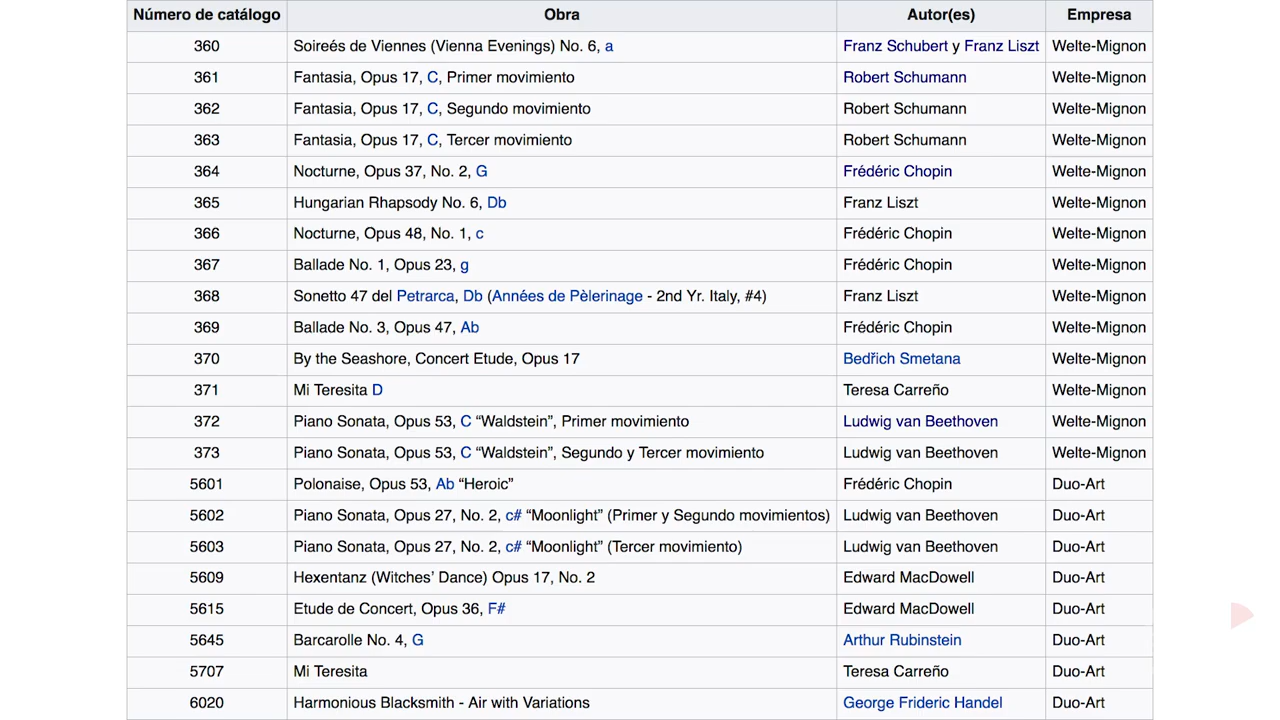 Número de catálogo Obra Autor(es) Empresa
360 Soireés de Viennes (Vienna Evenings) No. 6, a Franz Schubert y Franz Liszt Welte-Mignon
361 Fantasia, Opus 17, C, Primer movimiento Robert Schumann Welte-Mignon
362 Fantasia, Opus 17, C, Segundo movimiento Robert Schumann Welte-Mignon
363 Fantasia, Opus 17, C, Tercer movimiento Robert Schumann Welte-Mignon
364 Nocturne, Opus 37, No. 2, G Frédéric Chopin Welte-Mignon
365 Hungarian Rhapsody No. 6, Db Franz Liszt Welte-Mignon
366 Nocturne, Opus 48, No. 1, c Frédéric Chopin Welte-Mignon
367 Ballade No. 1, Opus 23, g Frédéric Chopin Welte-Mignon
368 Sonetto 47 del Petrarca, Db (Années de Pèlerinage - 2nd Yr. Italy, #4) Franz Liszt Welte-Mignon
369 Ballade No. 3, Opus 47, Ab Frédéric Chopin Welte-Mignon
370 By the Seashore, Concert Etude, Opus 17 Bedřich Smetana Welte-Mignon
371 Mi Teresita D Teresa Carreño Welte-Mignon
372 Piano Sonata, Opus 53, C “Waldstein”, Primer movimiento Ludwig van Beethoven Welte-Mignon
373 Piano Sonata, Opus 53, C “Waldstein”, Segundo y Tercer movimiento Ludwig van Beethoven Welte-Mignon
5601 Polonaise, Opus 53, Ab “Heroic” Frédéric Chopin Duo-Art
5602 Piano Sonata, Opus 27, No. 2, c# “Moonlight” (Primer y Segundo movimientos) Ludwig van Beethoven Duo-Art
5603 Piano Sonata, Opus 27, No. 2, c# “Moonlight” (Tercer movimiento) Ludwig van Beethoven Duo-Art
5609 Hexentanz (Witches’ Dance) Opus 17, No. 2 Edward MacDowell Duo-Art
5615 Etude de Concert, Opus 36, F# Edward MacDowell Duo-Art
5645 Barcarolle No. 4, G Arthur Rubinstein Duo-Art
5707 Mi Teresita Teresa Carreño Duo-Art
6020 Harmonious Blacksmith - Air with Variations George Frideric Handel Duo-Art